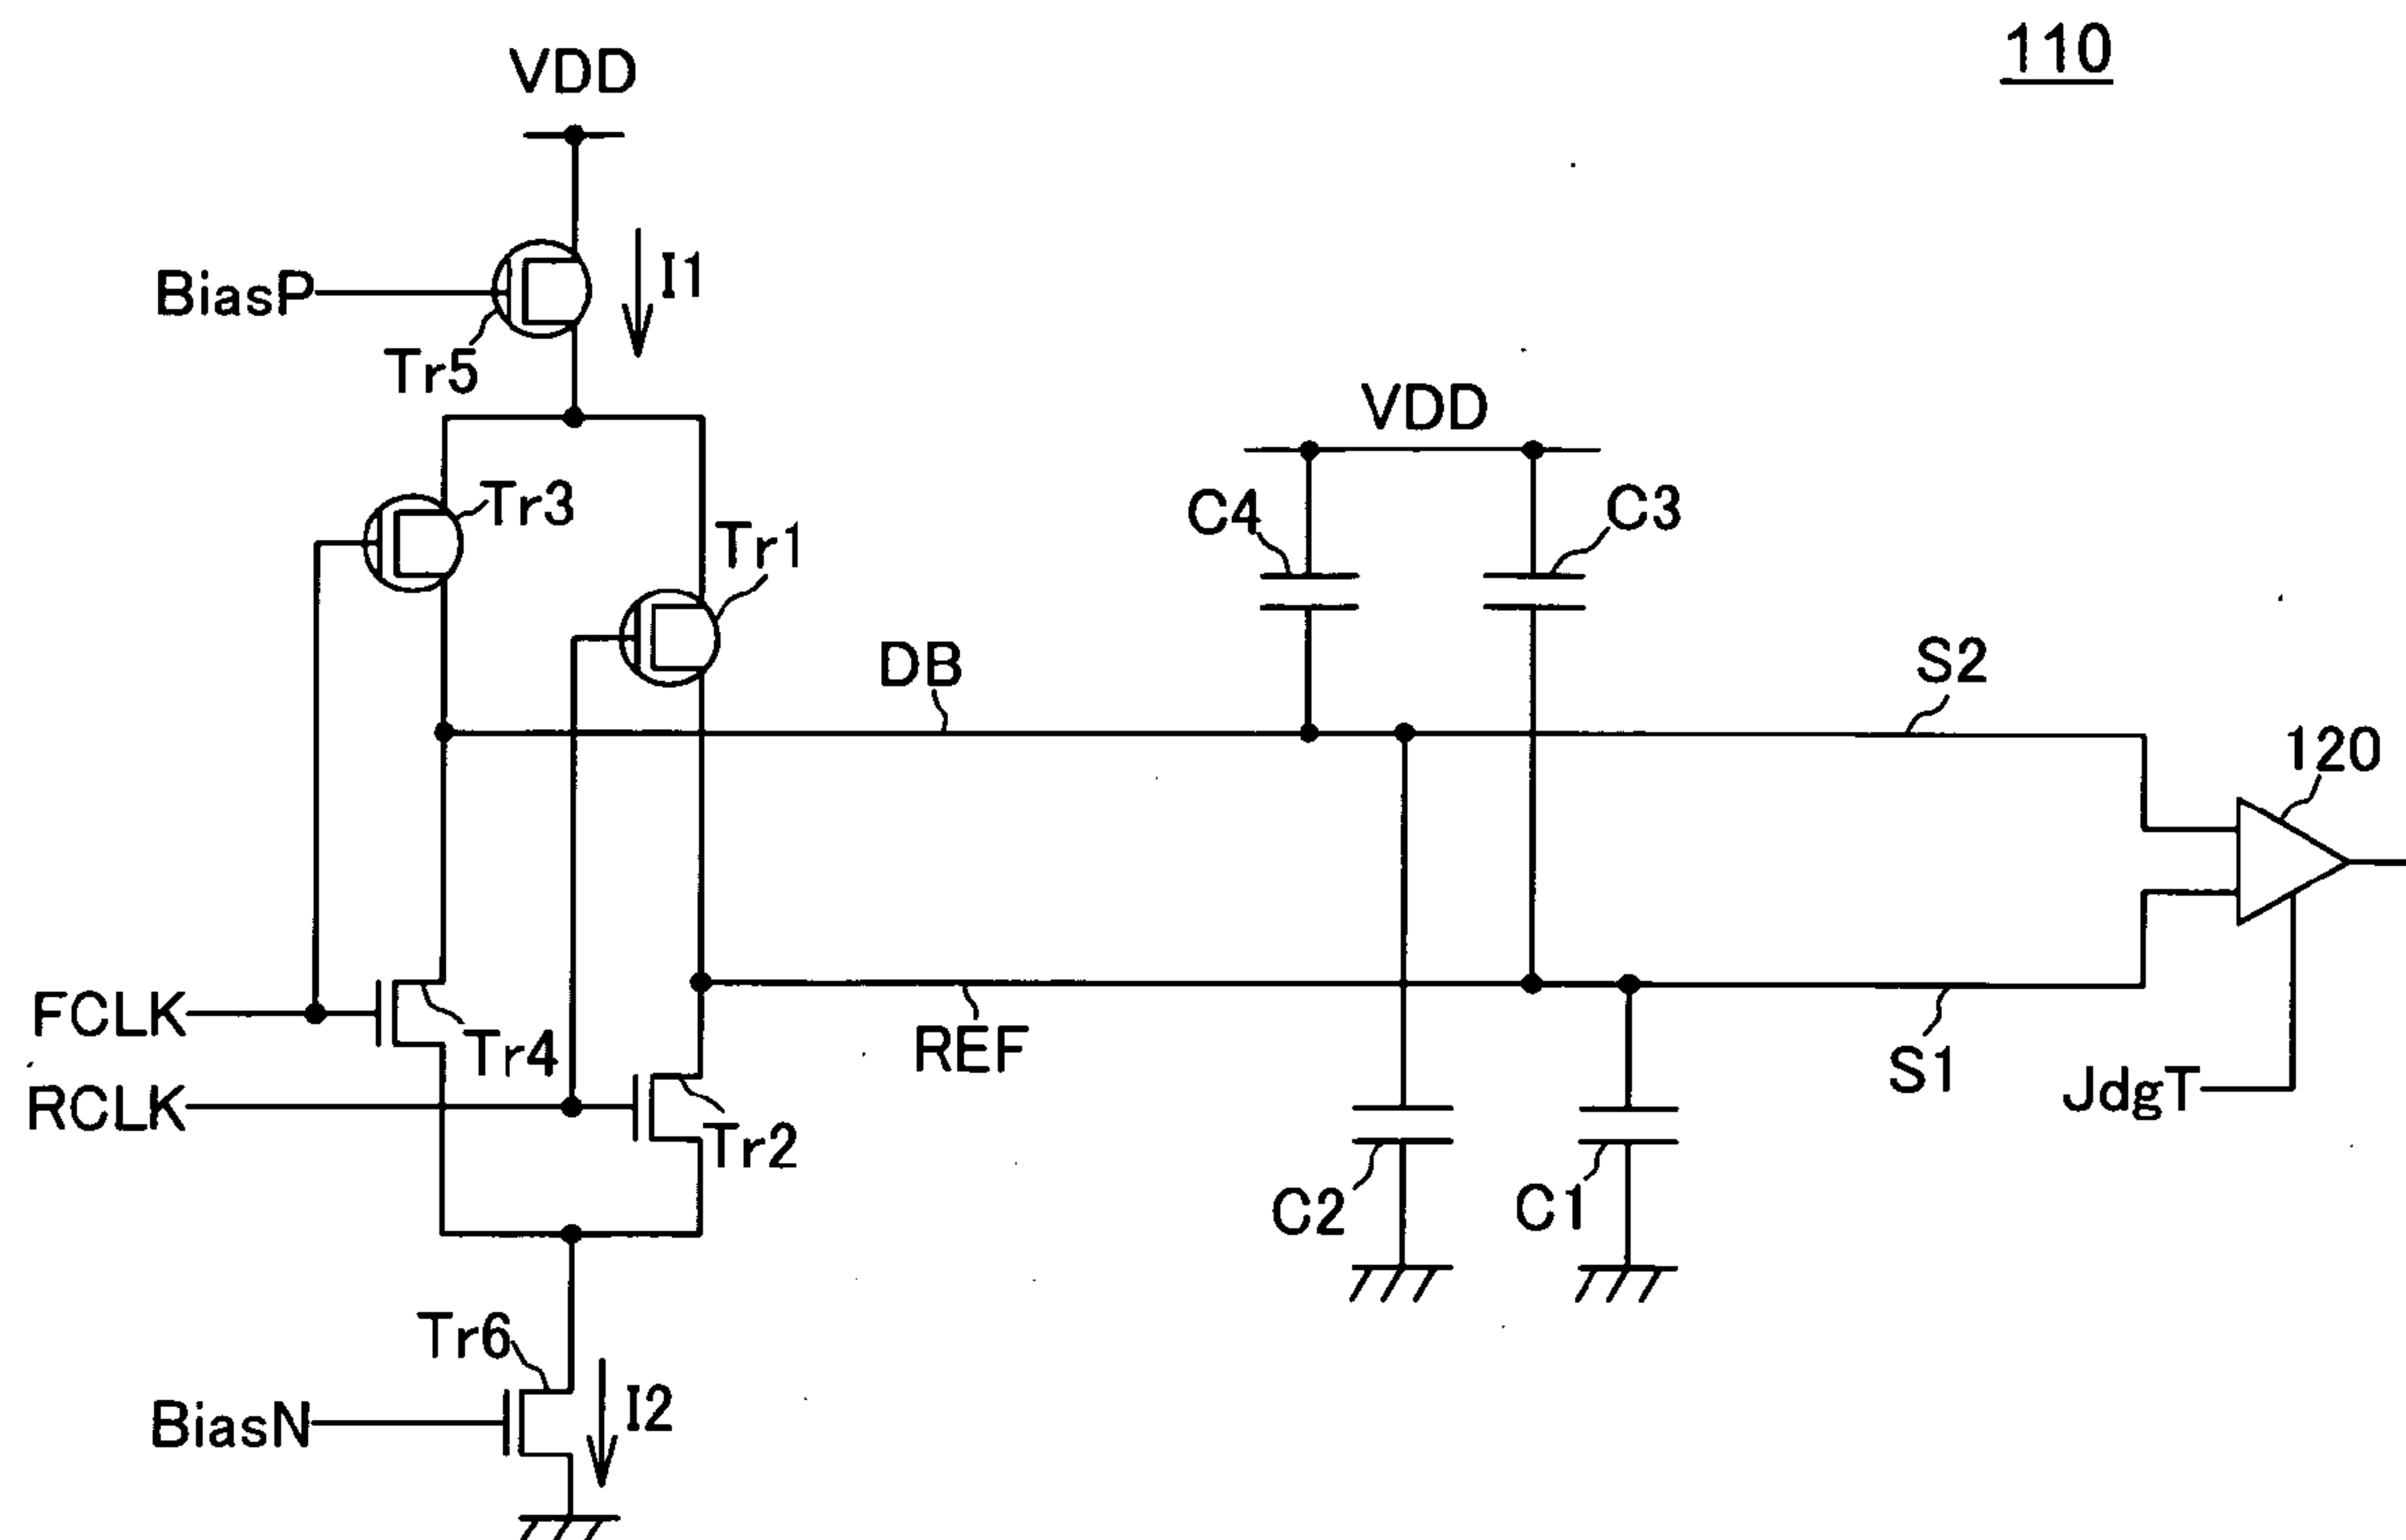 110
VDD
BiasP
I1
Tr5
VDD
Tr3
C4
C3
Tr1
DB
S2
120
FCLK
Tr4
REF
S1
JdgT
RCLK
Tr2
C2
C1
Tr6
BiasN
I2